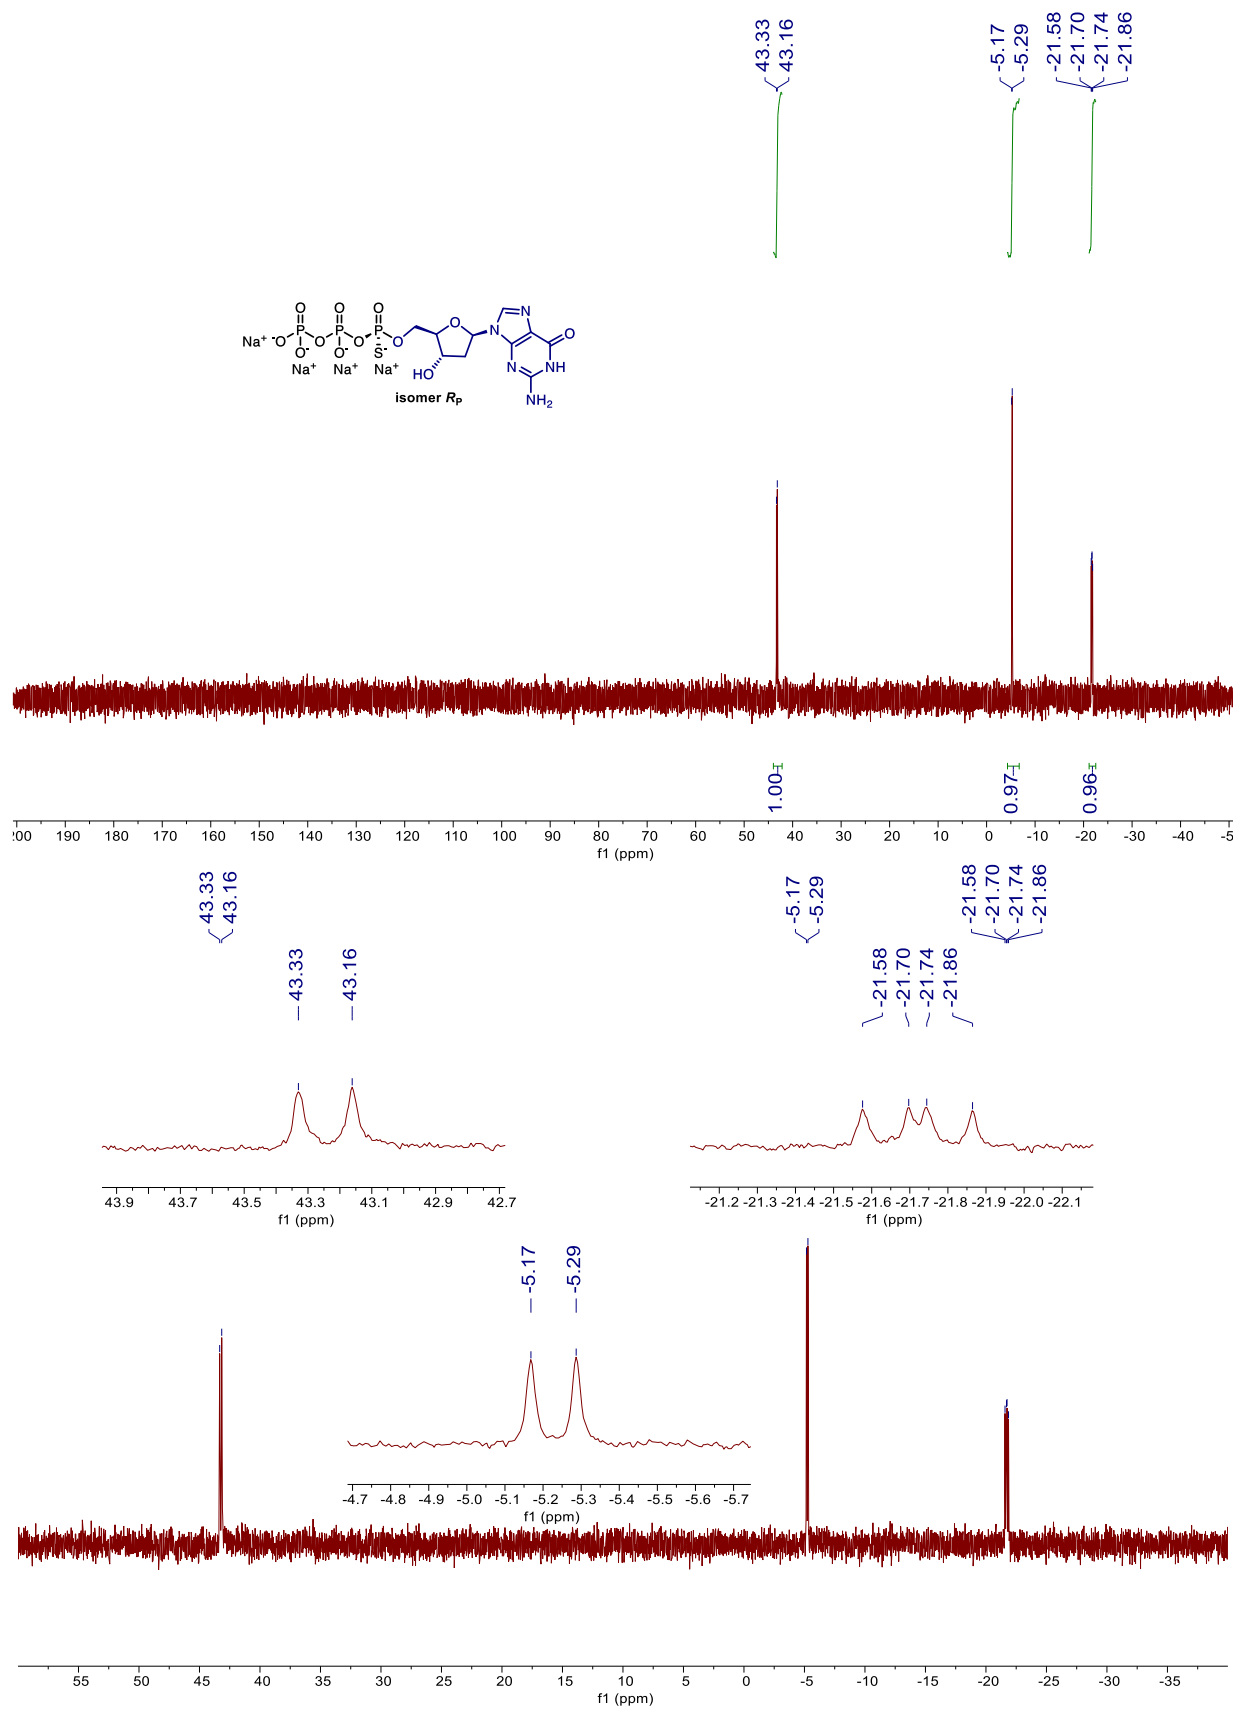 43.33
43.16
-5.17
-5.29
-21.58
-21.70
-21.74
-21.86
O O O
Na⁺ ⁻O P O P O P O O N N O
O⁻ O⁻ S⁻
Na⁺ Na⁺ Na⁺
HO N NH
NH₂
isomer Rₚ
1.00
0.97
0.96
200 190 180 170 160 150 140 130 120 110 100 90 80 70 60 50 40 30 20 10 0 -10 -20 -30 -40 -5
f1 (ppm)
43.33
43.16
-5.17
-5.29
-21.58
-21.70
-21.74
-21.86
43.33
43.16
-21.58
-21.70
-21.74
-21.86
43.9 43.7 43.5 43.3 43.1 42.9 42.7
f1 (ppm)
-21.2 -21.3 -21.4 -21.5 -21.6 -21.7 -21.8 -21.9 -22.0 -22.1
f1 (ppm)
-5.17
-5.29
-4.7 -4.8 -4.9 -5.0 -5.1 -5.2 -5.3 -5.4 -5.5 -5.6 -5.7
f1 (ppm)
55 50 45 40 35 30 25 20 15 10 5 0 -5 -10 -15 -20 -25 -30 -35
f1 (ppm)